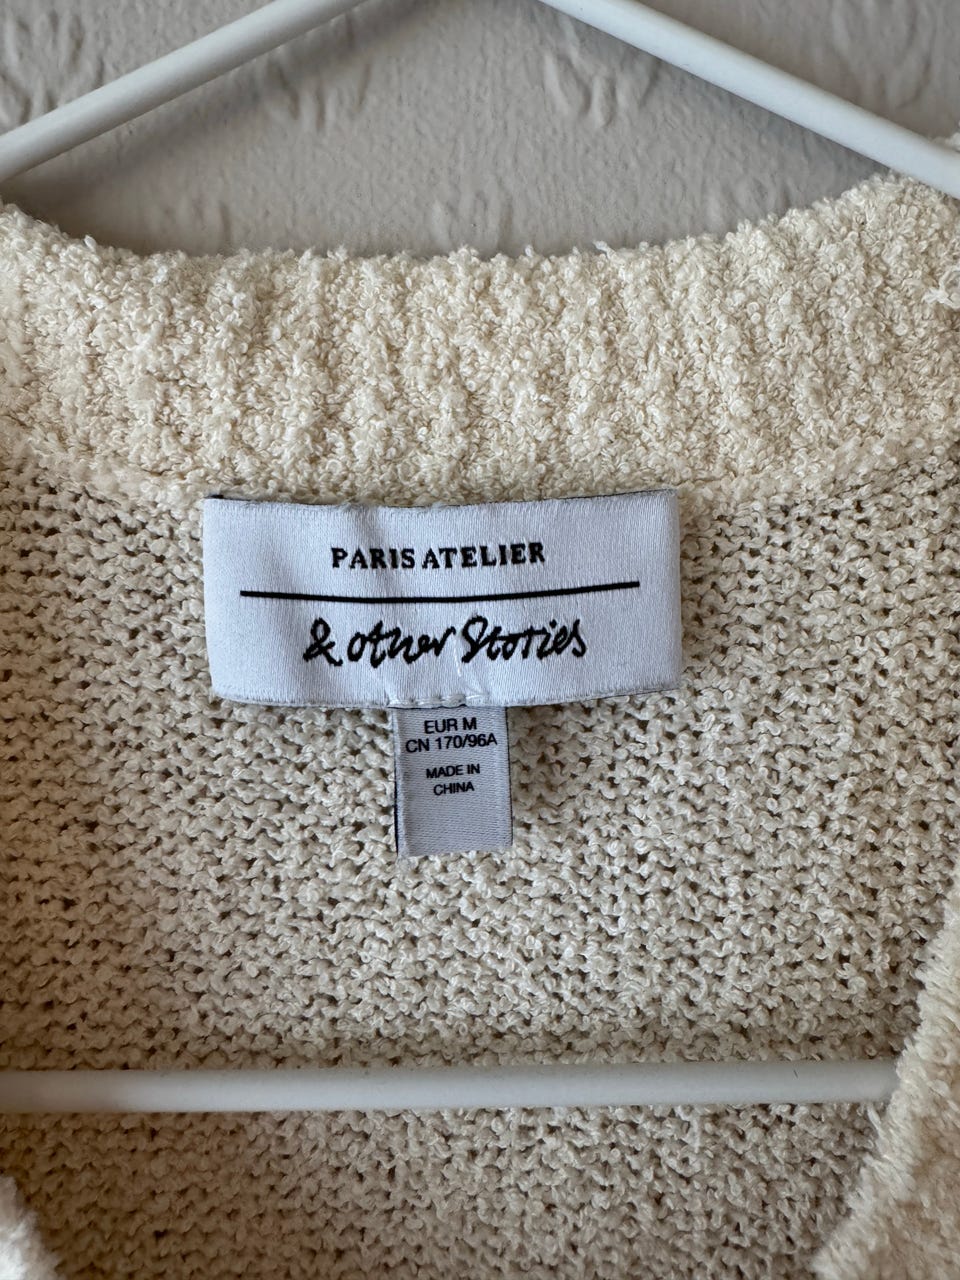 PARIS ATELIER
& other Stories
EUR M
CN 170/96A
MADE IN
CHINA